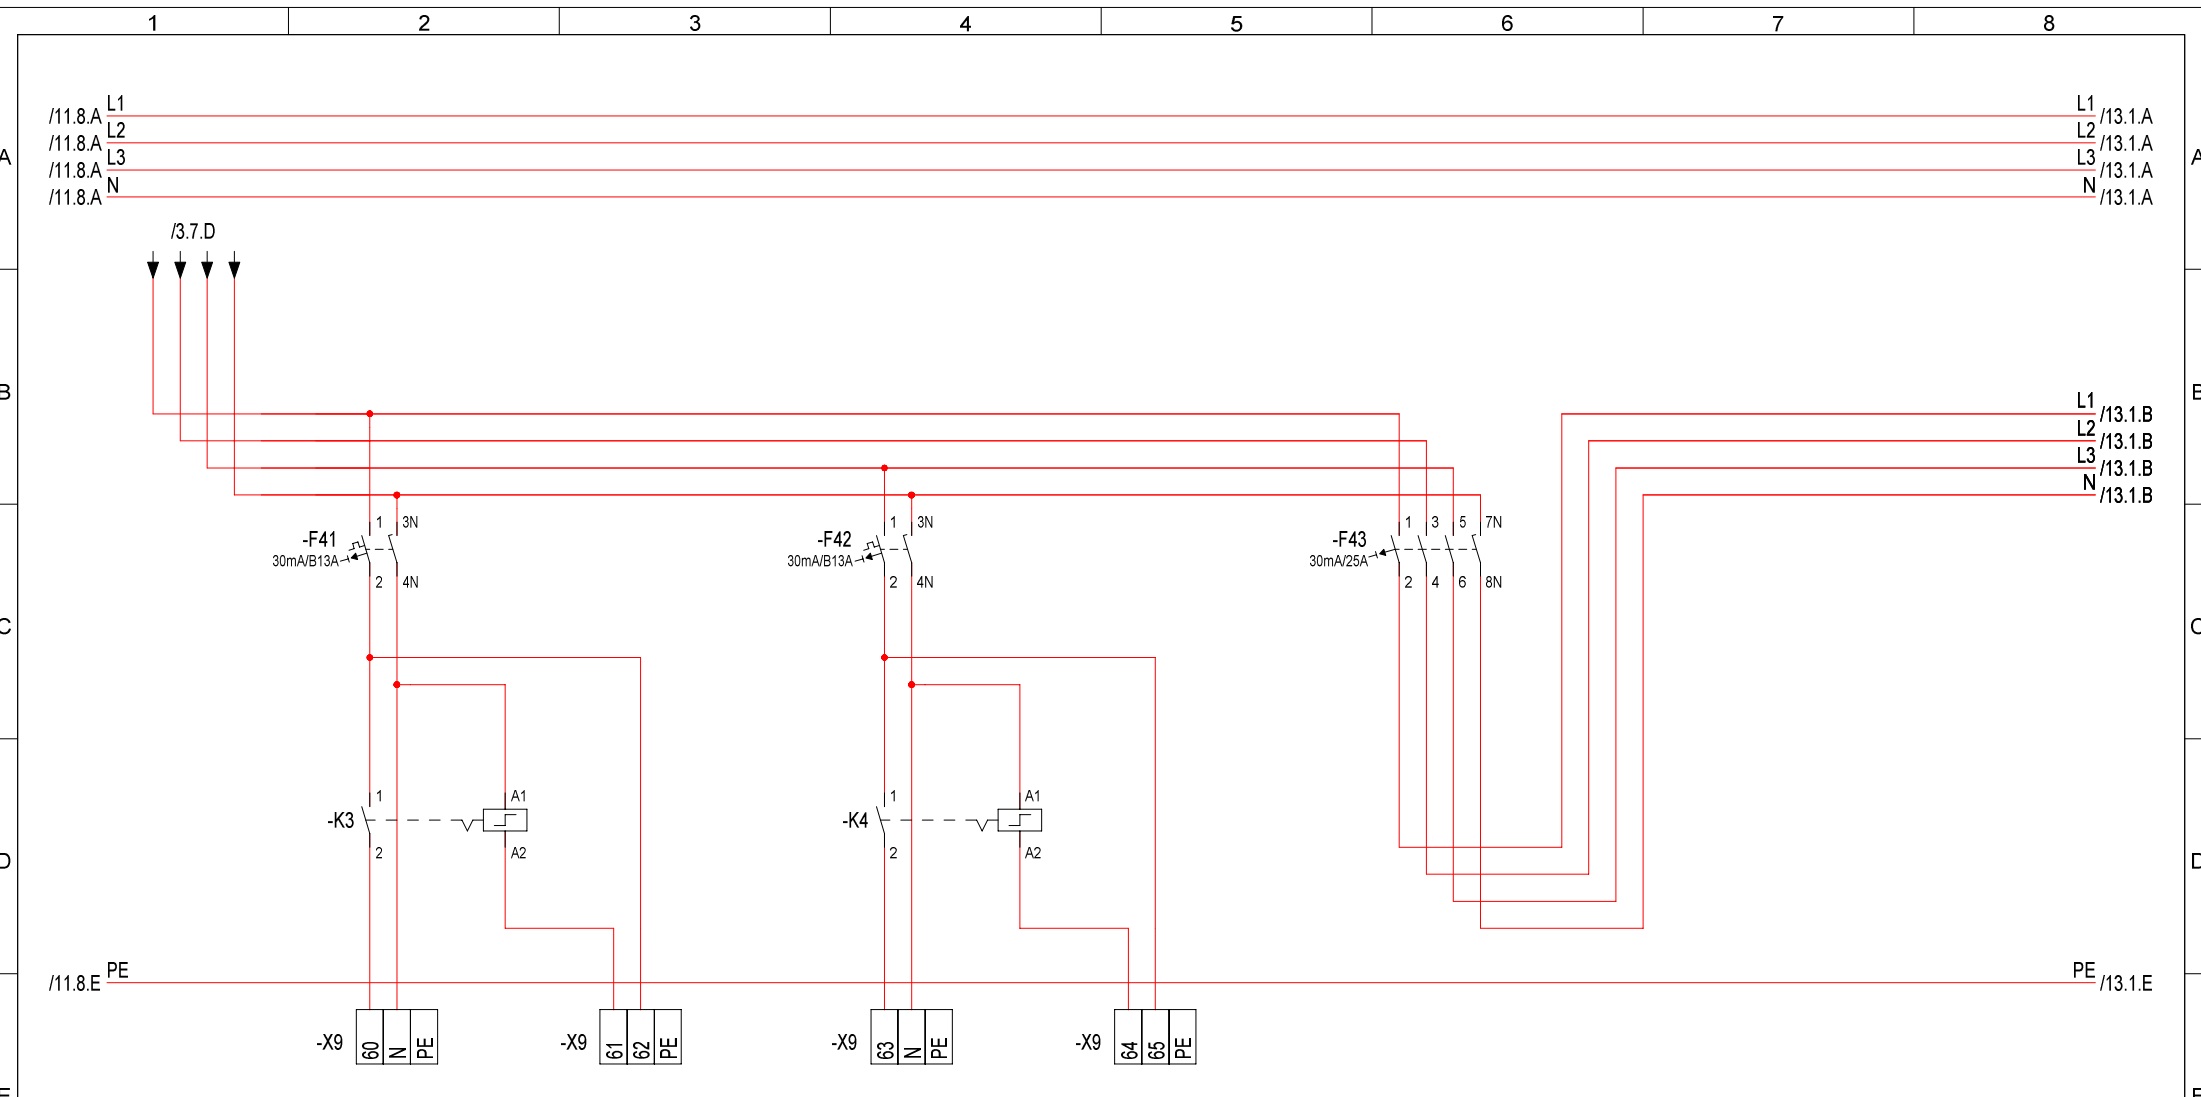 1 2 3 4 5 6 7 8
L1 L1
/11.8.A /13.1.A
L2 L2
/11.8.A /13.1.A
A L3 L3 A
/11.8.A /13.1.A
N N
/11.8.A /13.1.A
/3.7.D
B L1 /13.1.B
L2 /13.1.B
L3 /13.1.B
N /13.1.B
1 3N 1 3N 1 3 5 7N
-F41 -F42 -F43
30mA/B13A 30mA/B13A 30mA/25A
2 4N 2 4N 2 4 6 8N
C
1 A1 1 A1
-K3 -K4
2 A2 2 A2
D D
PE PE
/11.8.E /13.1.E
-X9 60 N PE -X9 61 62 PE -X9 63 N PE -X9 64 65 PE